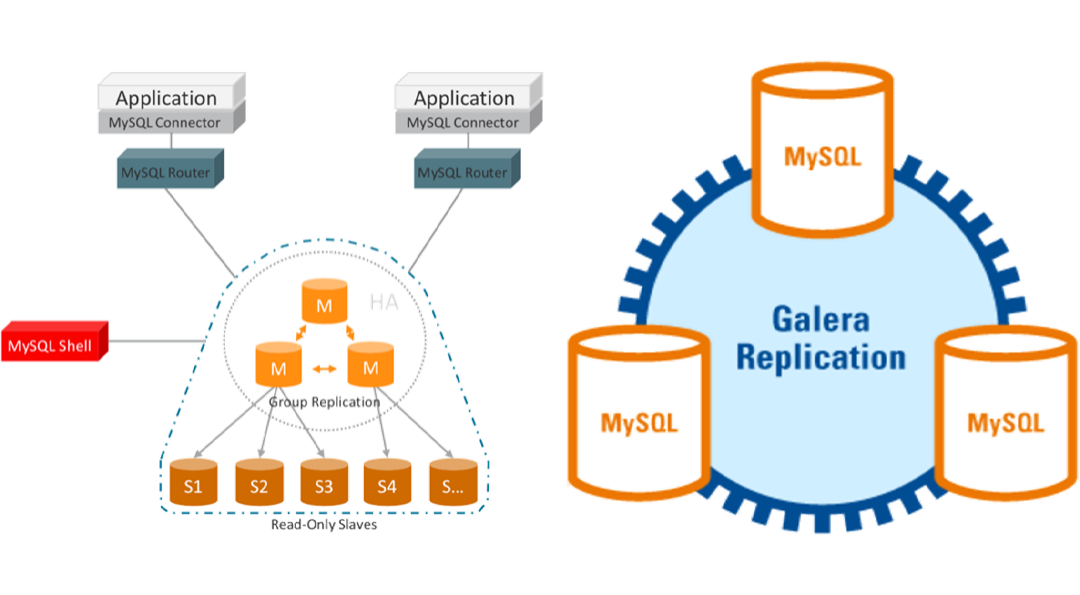 Application
MySQL Connector
MySQL Router
Application
MySQL Connector
MySQL Router
HA
M
M
M
Group Replication
MySQL Shell
S1
S2
S3
S4
S...
Read-Only Slaves
MySQL
Galera
Replication
MySQL
MySQL